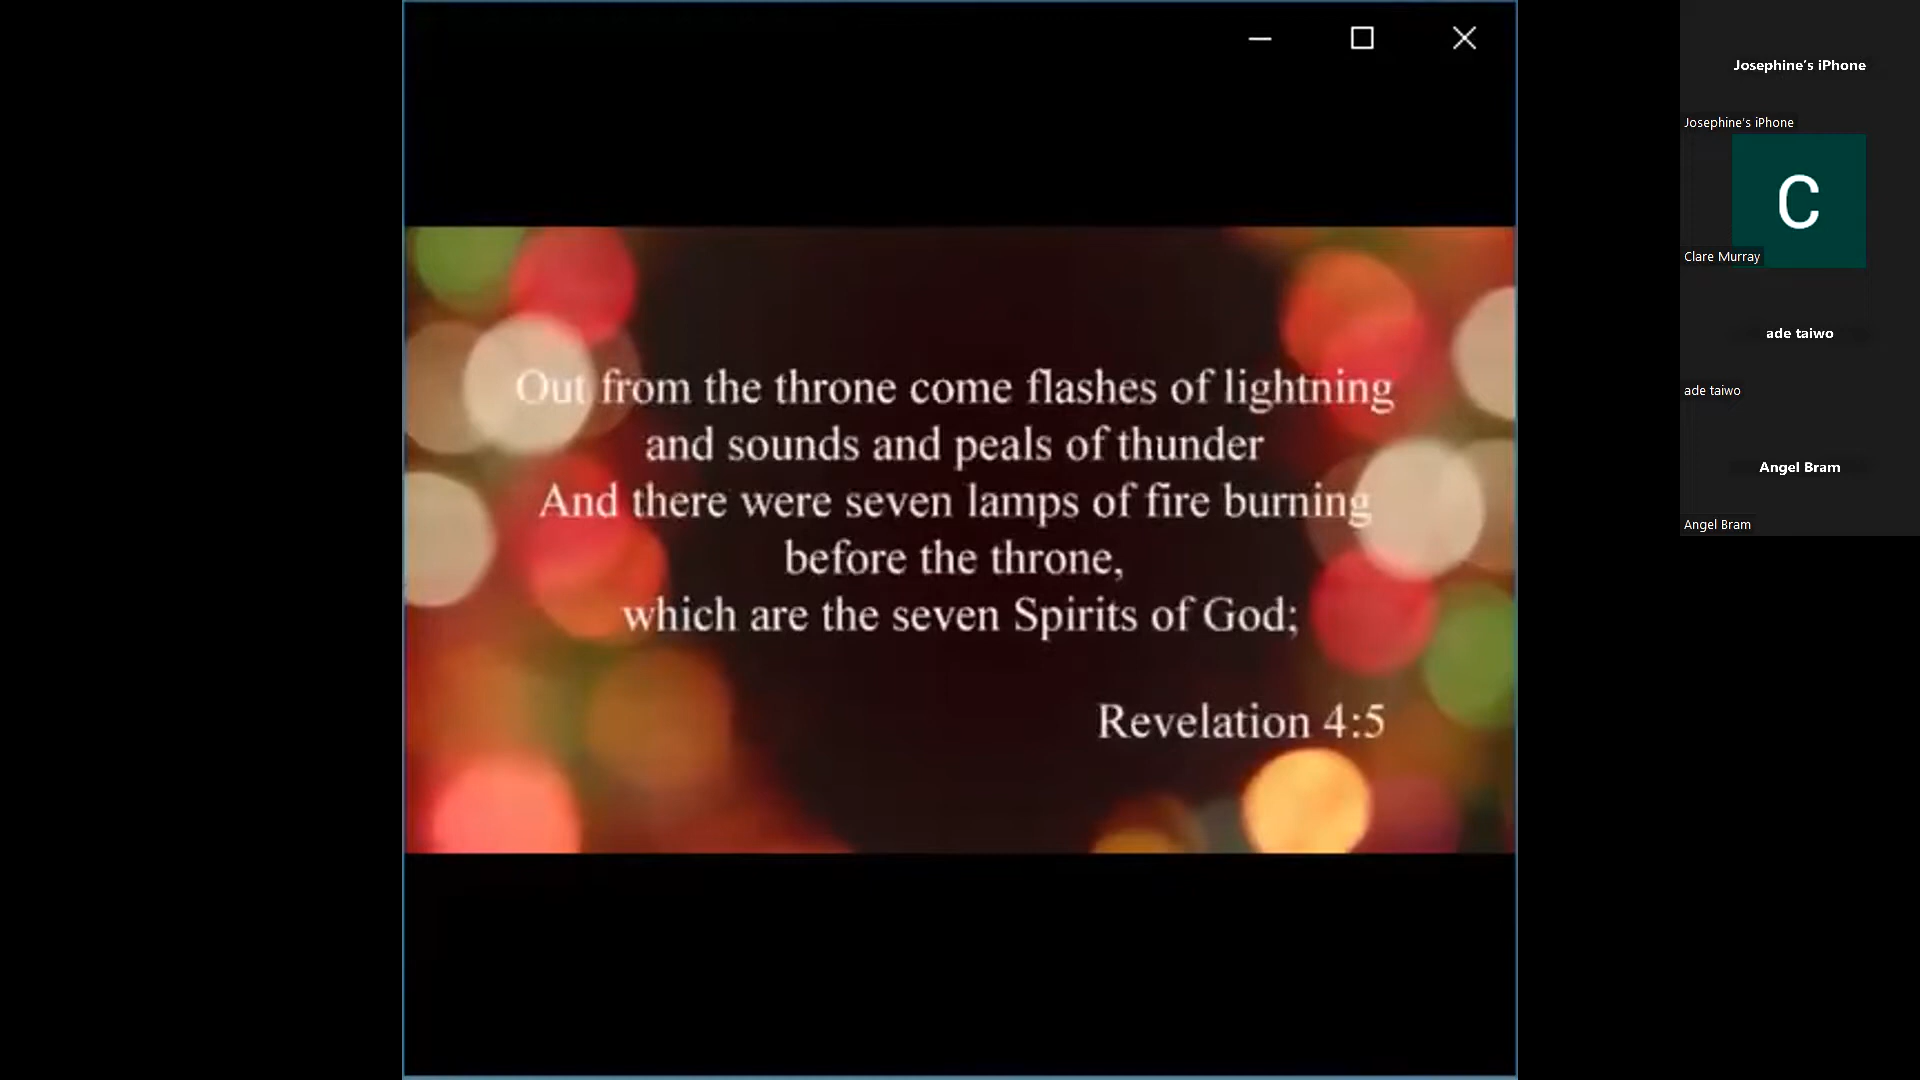 Out from the throne come flashes of lightning
and sounds and peals of thunder
And there were seven lamps of fire burning
before the throne,
which are the seven Spirits of God;
Revelation 4:5
Josephine's iPhone
Josephine's iPhone
C
Clare Murray
ade taiwo
ade taiwo
Angel Bram
Angel Bram